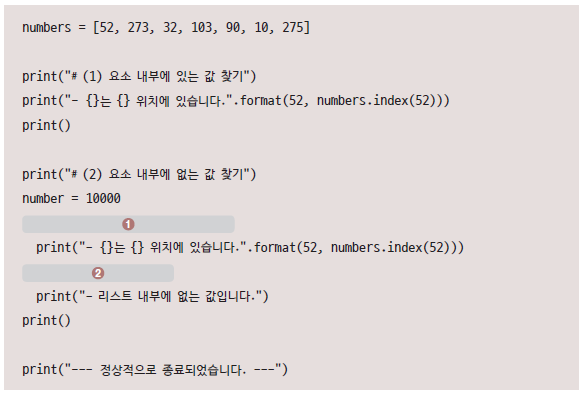 numbers = [52, 273, 32, 103, 90, 10, 275]
print("# (1) 요소 내부에 있는 값 찾기")
print("- {}는 {} 위치에 있습니다.".format(52, numbers.index(52)))
print()
print("# (2) 요소 내부에 없는 값 찾기")
number = 10000
1
print("- {}는 {} 위치에 있습니다.".format(52, numbers.index(52)))
2
print("- 리스트 내부에 없는 값입니다.")
print()
print("--- 정상적으로 종료되었습니다. ---")